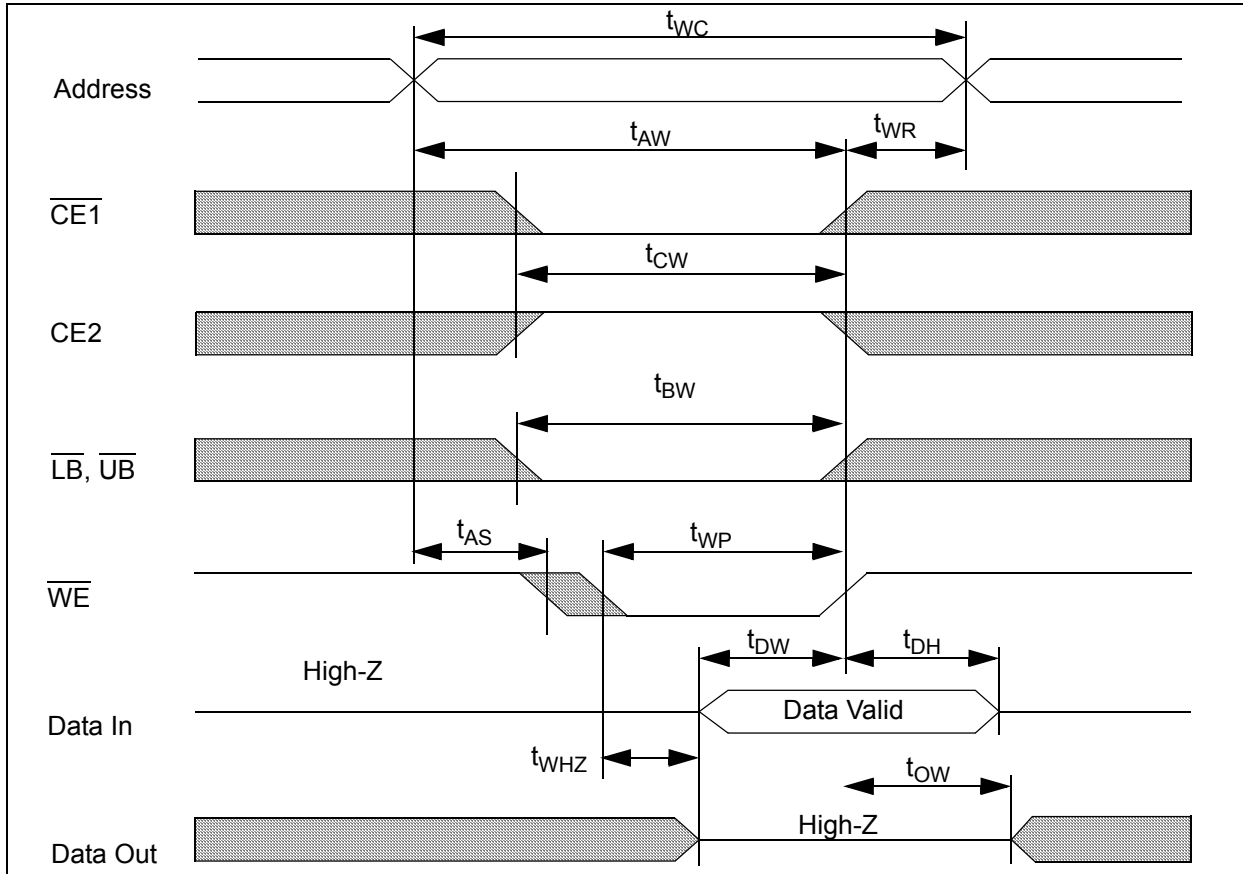 tWC
Address
tAW
tWR
CE1
tCW
CE2
tBW
LB, UB
tAS
tWP
WE
tDW
tDH
High-Z
Data Valid
Data In
tWHZ
tOW
High-Z
Data Out